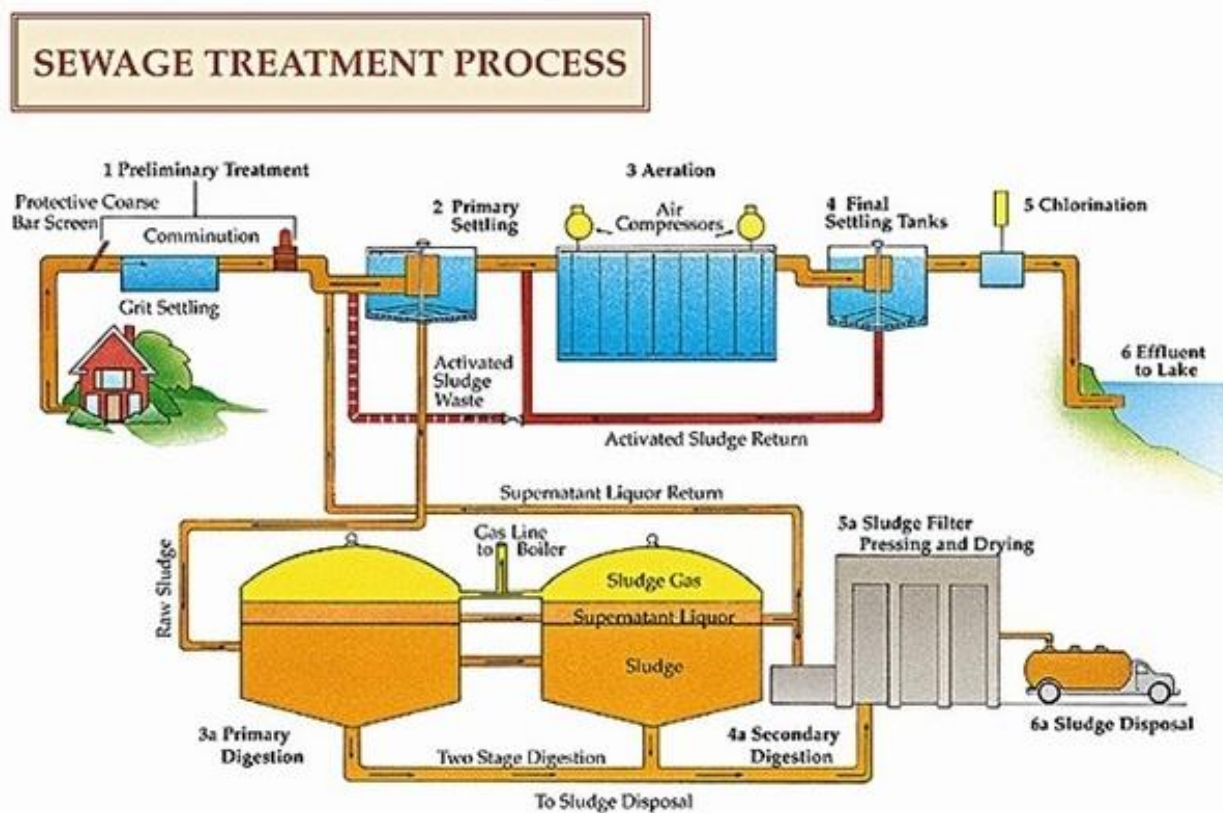 SEWAGE TREATMENT PROCESS
1 Preliminary Treatment
Protective Coarse
Bar Screen
Comminution
Grit Settling
2 Primary
Settling
3 Aeration
Air
Compressors
4 Final
Settling Tanks
5 Chlorination
6 Effluent
to Lake
Activated
Sludge
Waste
Activated Sludge Return
Supernatant Liquor Return
Raw Sludge
Gas Line
to Boiler
Sludge Gas
Supernatant Liquor
Sludge
5a Sludge Filter
Pressing and Drying
3a Primary
Digestion
Two Stage Digestion
4a Secondary
Digestion
6a Sludge Disposal
To Sludge Disposal